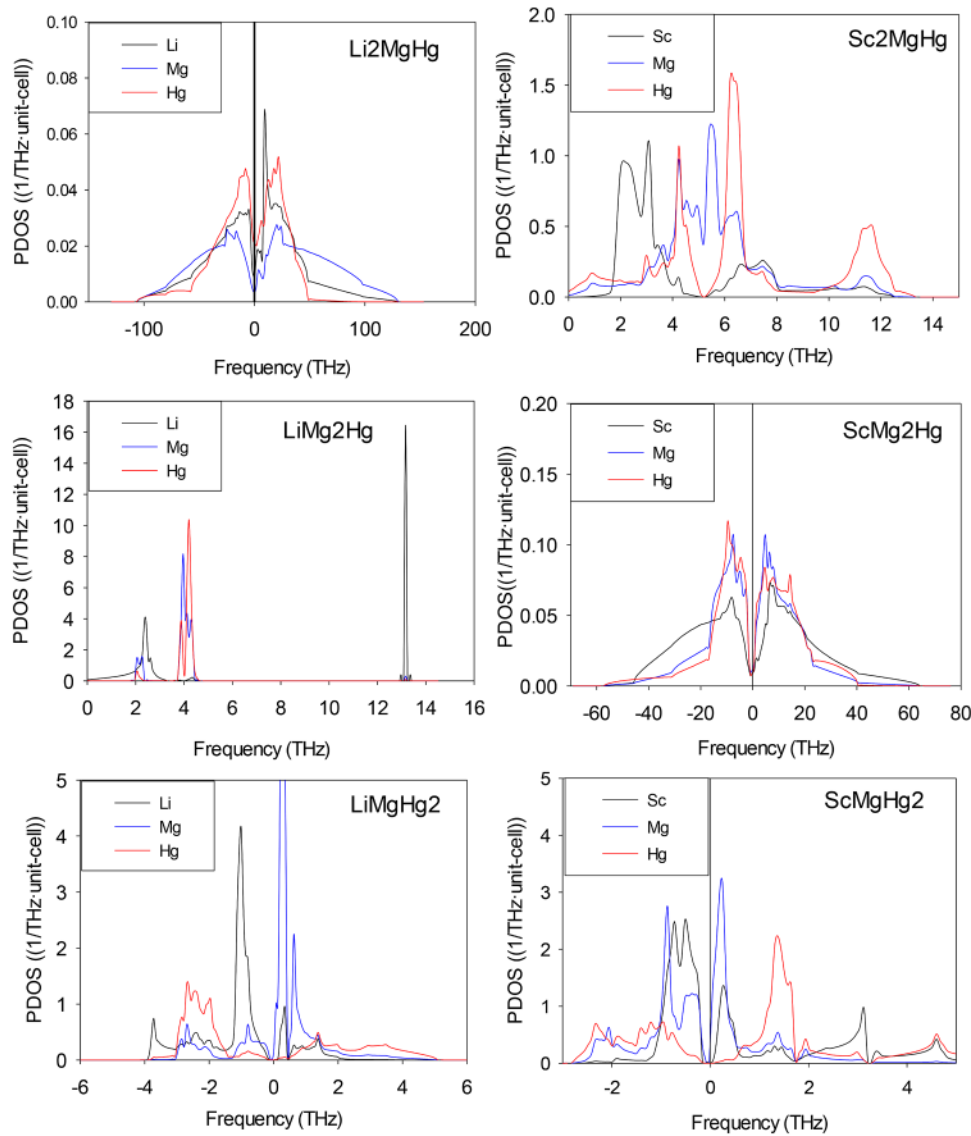 Li2MgHg
Li
Mg
Hg
PDOS ((1/THz·unit-cell))
0.10
0.08
0.06
0.04
0.02
0.00
-100 0 100 200
Frequency (THz)
Sc2MgHg
Sc
Mg
Hg
PDOS ((1/THz·unit-cell))
2.0
1.5
1.0
0.5
0.0
0 2 4 6 8 10 12 14
Frequency (THz)
LiMg2Hg
Li
Mg
Hg
PDOS ((1/THz·unit-cell))
18
16
14
12
10
8
6
4
2
0
0 2 4 6 8 10 12 14 16
Frequency (THz)
ScMg2Hg
Sc
Mg
Hg
PDOS((1/THz·unit-cell))
0.20
0.15
0.10
0.05
0.00
-60 -40 -20 0 20 40 60 80
Frequency (THz)
LiMgHg2
Li
Mg
Hg
PDOS ((1/THz·unit-cell))
5
4
3
2
1
0
-6 -4 -2 0 2 4 6
Frequency (THz)
ScMgHg2
Sc
Mg
Hg
PDOS ((1/THz·unit-cell))
5
4
3
2
1
0
-2 0 2 4
Frequency (THz)